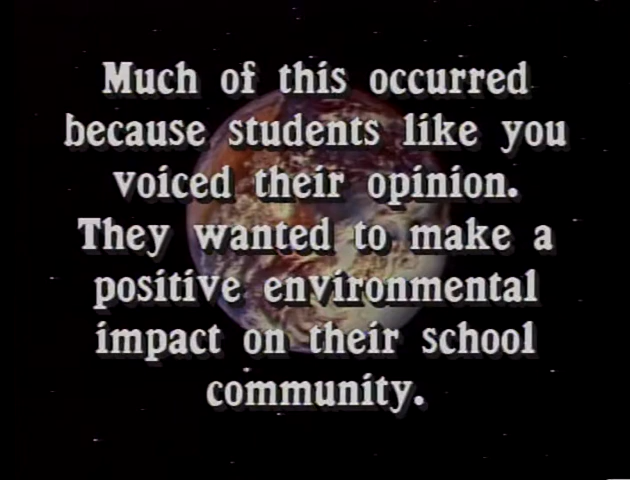 Much of this occurred
because students like you
voiced their opinion.
They wanted to make a
positive environmental
impact on their school
community.